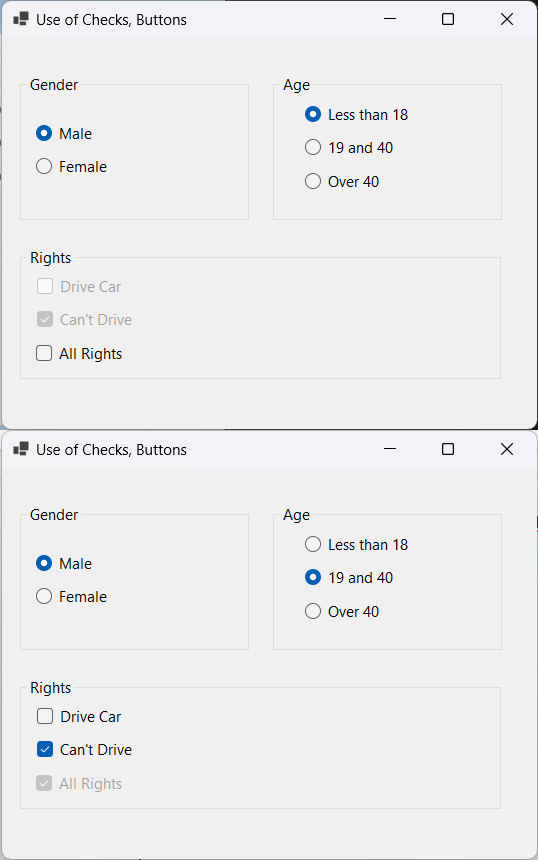 Use of Checks, Buttons
Gender
Age
Male
Female
Less than 18
19 and 40
Over 40
Rights
Drive Car
Can't Drive
All Rights
Use of Checks, Buttons
Gender
Age
Male
Female
Less than 18
19 and 40
Over 40
Rights
Drive Car
Can't Drive
All Rights